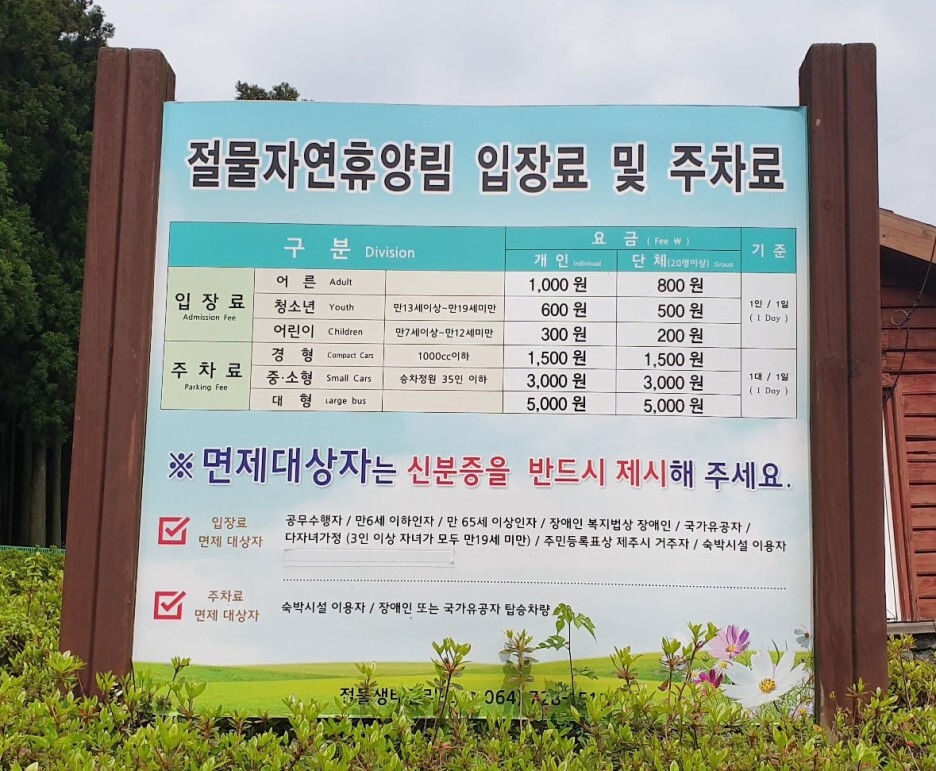 절물자연휴양림 입장료 및 주차료
구 분 Division 요 금 ( Fee ₩ ) 기 준
개 인 Individual 단 체(20명이상) Group
입 장 료 Admission Fee
어 른 Adult 1,000 원 800 원
청소년 Youth 만13세이상~만19세미만 600 원 500 원
어린이 Children 만7세이상~만12세미만 300 원 200 원
1인 / 1일
( 1 Day )
주 차 료 Parking Fee
경 형 Compact Cars 1000cc이하 1,500 원 1,500 원
중·소형 Small Cars 승차정원 35인 이하 3,000 원 3,000 원
대 형 Large bus 5,000 원 5,000 원
1대 / 1일
( 1 Day )
※ 면제대상자는 신분증을 반드시 제시해 주세요.
입장료
면제 대상자
공무수행자 / 만6세 이하인자 / 만 65세 이상인자 / 장애인 복지법상 장애인 / 국가유공자 /
다자녀가정 (3인 이상 자녀가 모두 만19세 미만) / 주민등록표상 제주시 거주자 / 숙박시설 이용자
주차료
면제 대상자
숙박시설 이용자 / 장애인 또는 국가유공자 탑승차량